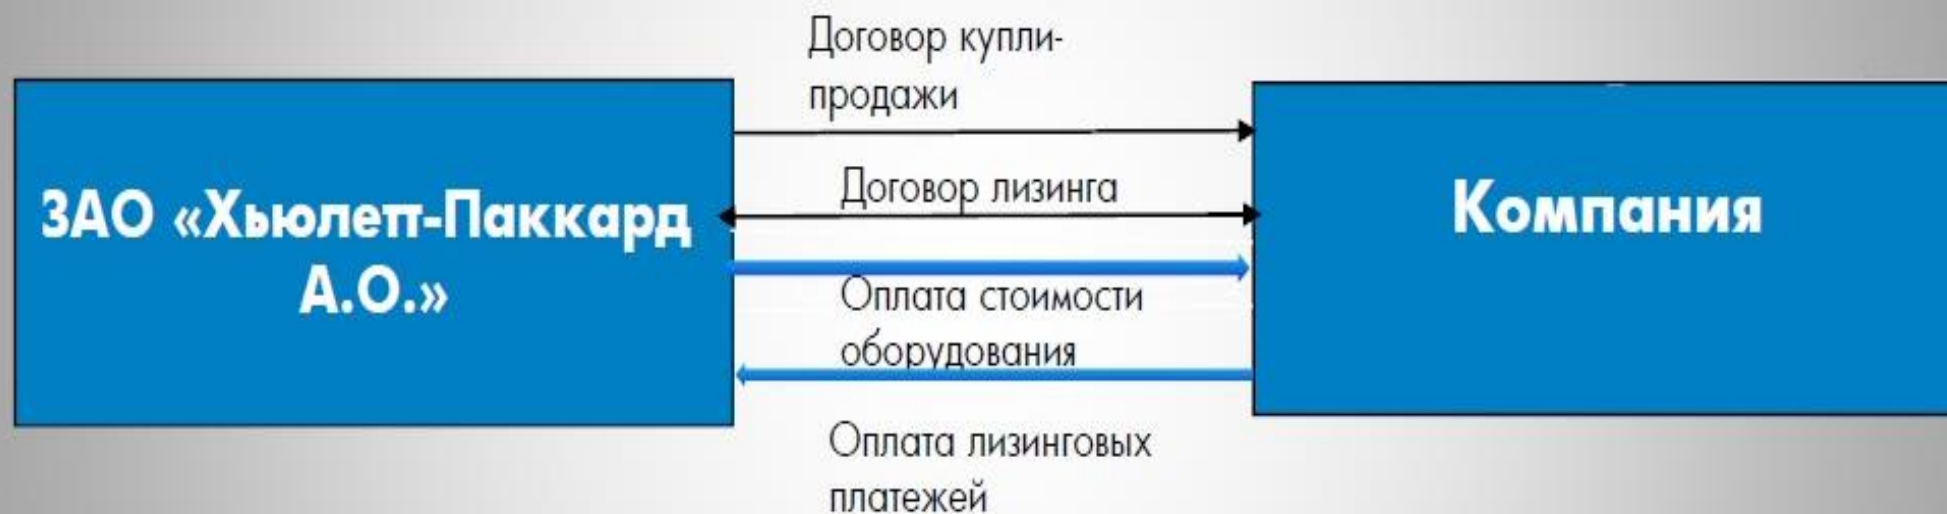 Договор купли-
продажи
ЗАО «Хьюлетт-Паккард
А.О.»
Договор лизинга
Компания
Оплата стоимости
оборудования
Оплата лизинговых
платежей